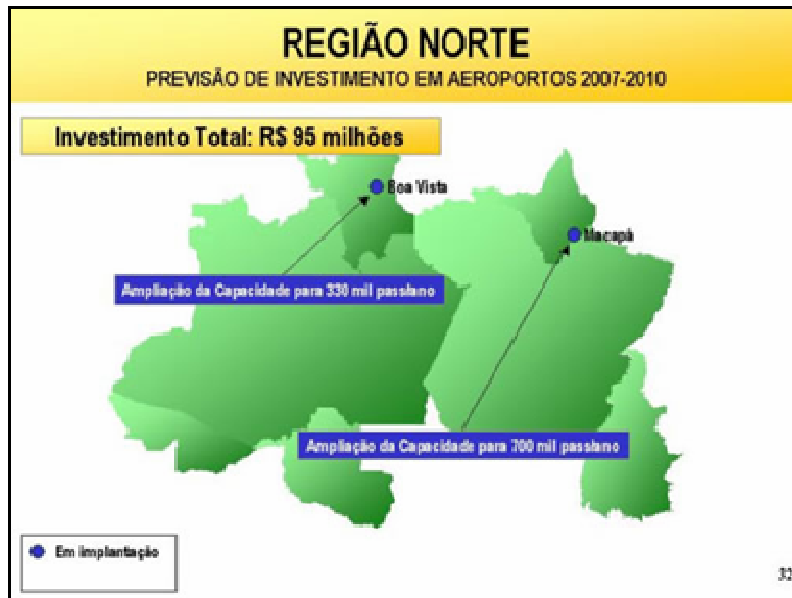 REGIÃO NORTE
PREVISÃO DE INVESTIMENTO EM AEROPORTOS 2007-2010
Investimento Total: R$ 95 milhões
Boa Vista
Macapá
Ampliação da Capacidade para 330 mil pass/ano
Ampliação da Capacidade para 700 mil pass/ano
Em implantação
32